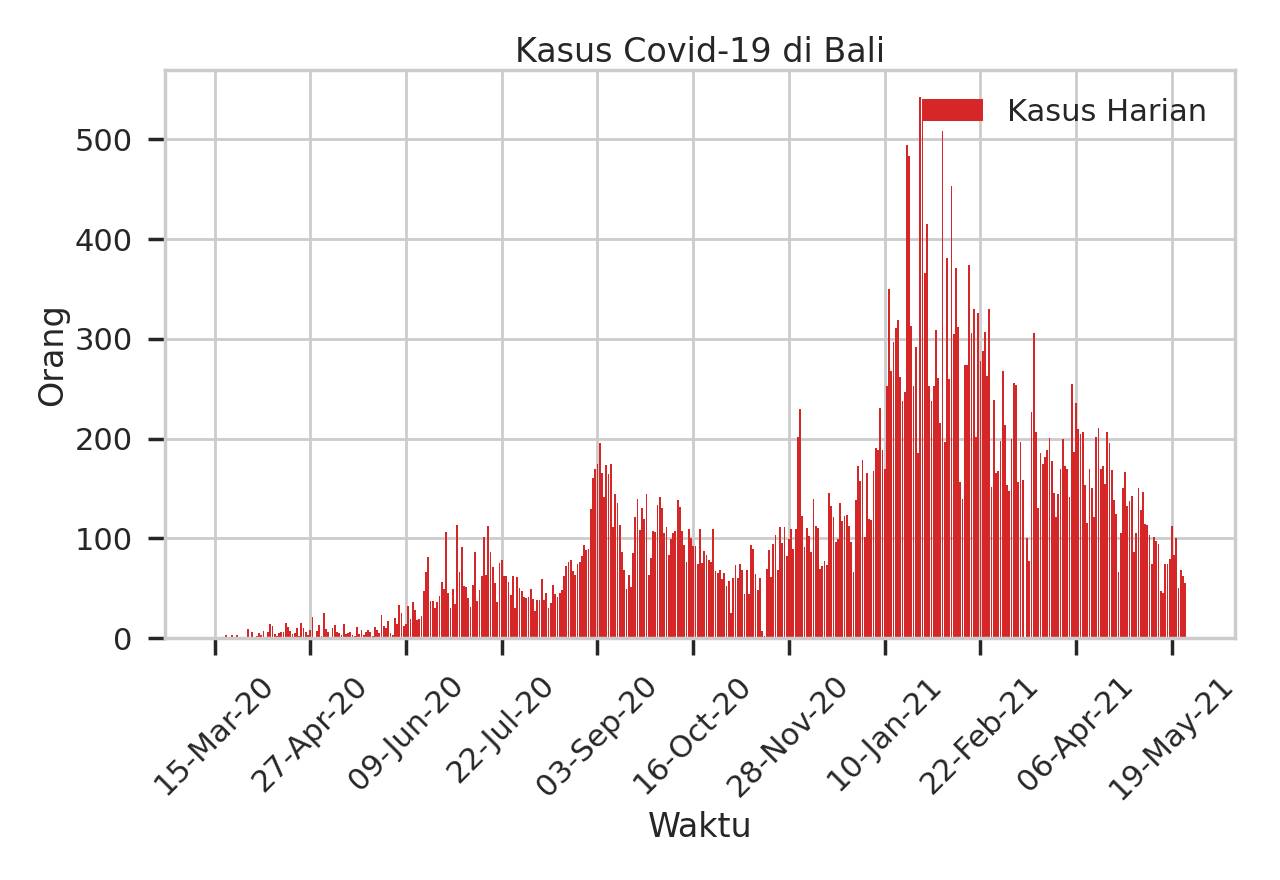 Kasus Covid-19 di Bali
Kasus Harian
500
400
300
200
100
0
Orang
15-Mar-20
27-Apr-20
09-Jun-20
22-Jul-20
03-Sep-20
16-Oct-20
28-Nov-20
10-Jan-21
22-Feb-21
06-Apr-21
19-May-21
Waktu